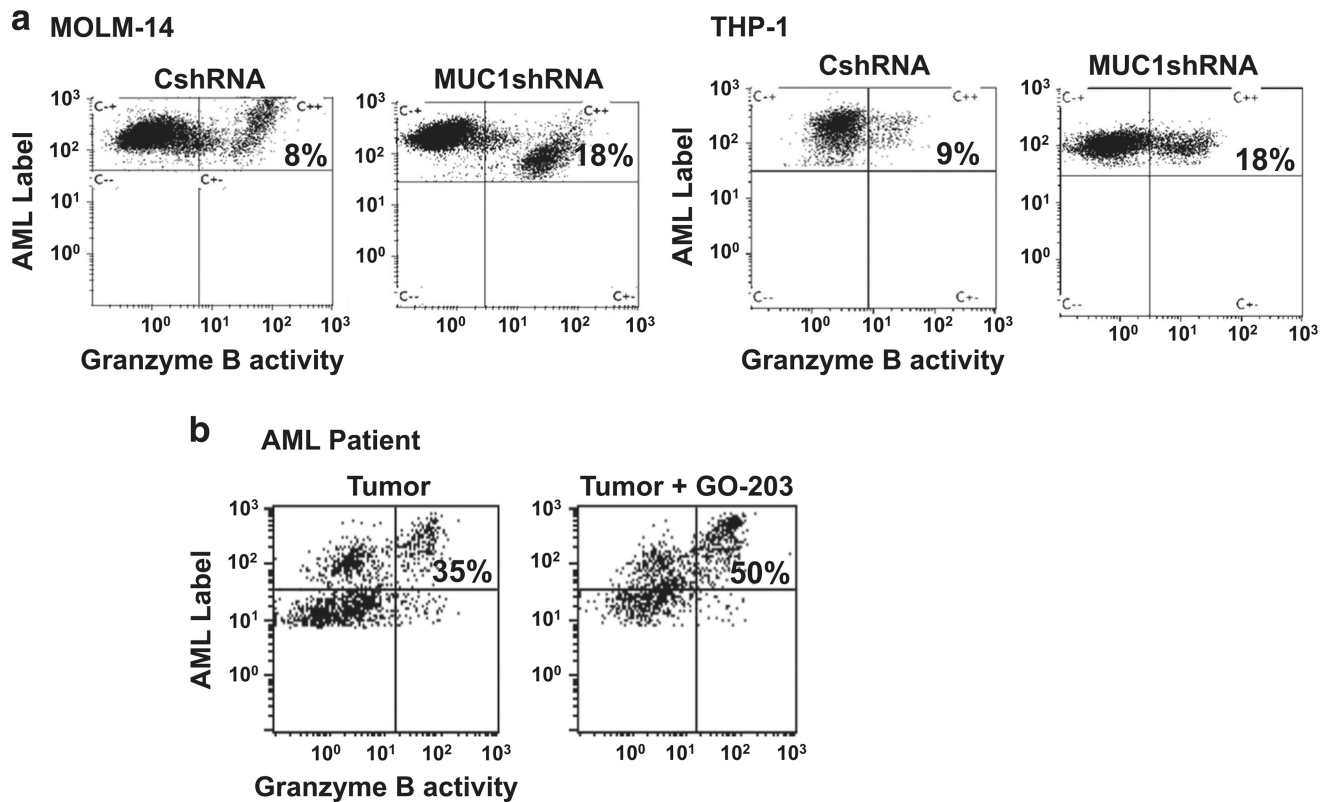 a MOLM-14
THP-1
CshRNA
MUC1shRNA
CshRNA
MUC1shRNA
AML Label
10³
10²
10¹
10⁰
C-+
C++
8%
C--
C+-
10⁰ 10¹ 10² 10³
10³
10²
10¹
10⁰
C-+
C++
18%
C--
C+-
10⁰ 10¹ 10² 10³
Granzyme B activity
AML Label
10³
10²
10¹
10⁰
C-+
C++
9%
C--
C+-
10⁰ 10¹ 10² 10³
10³
10²
10¹
10⁰
C-+
C++
18%
C--
C+-
10⁰ 10¹ 10² 10³
Granzyme B activity
b AML Patient
Tumor
Tumor + GO-203
AML Label
10³
10²
10¹
10⁰
35%
10⁰ 10¹ 10² 10³
10³
10²
10¹
10⁰
50%
10⁰ 10¹ 10² 10³
Granzyme B activity